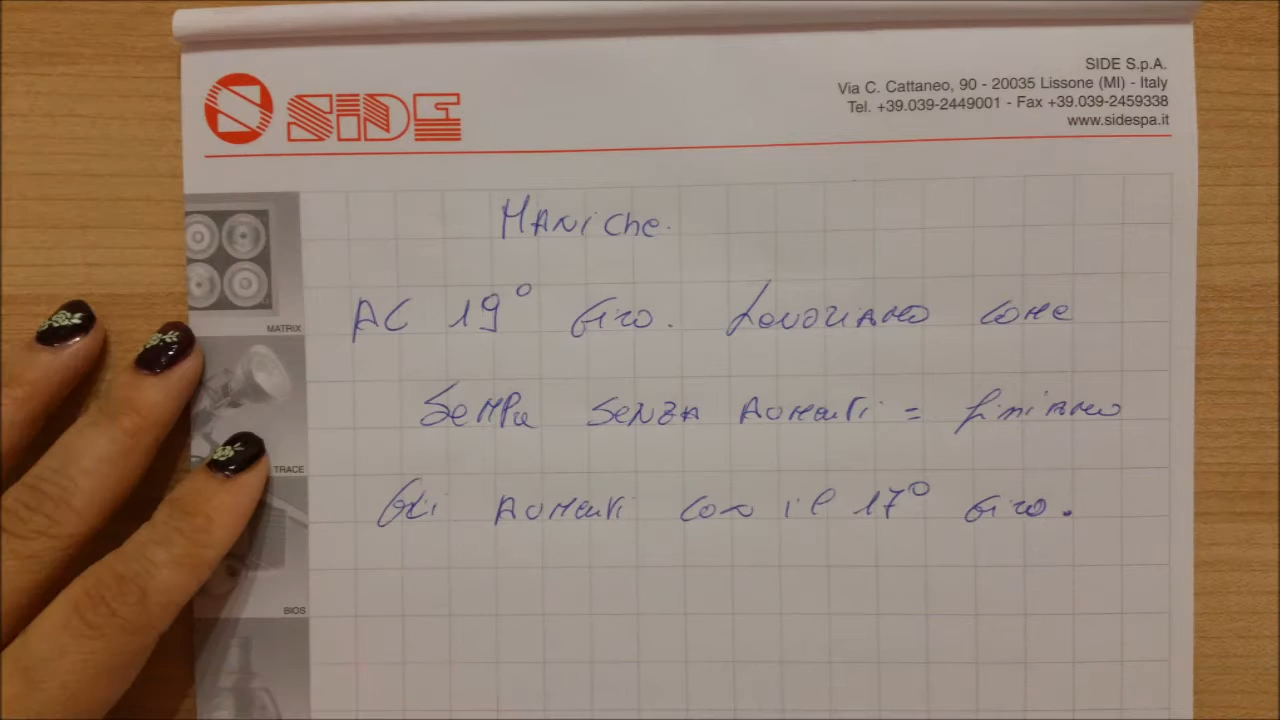 SIDE
SIDE S.p.A.
Via C. Cattaneo, 90 - 20035 Lissone (MI) - Italy
Tel. +39.039-2449001 - Fax +39.039-2459338
www.sidespa.it
MANiche.
AL 19° Giro. LavoriAMO come
SeMPre SENZA AUMenTi = finiAMO
Gli AUMenTi con il 17° Giro.
MATRIX
TRACE
BIOS